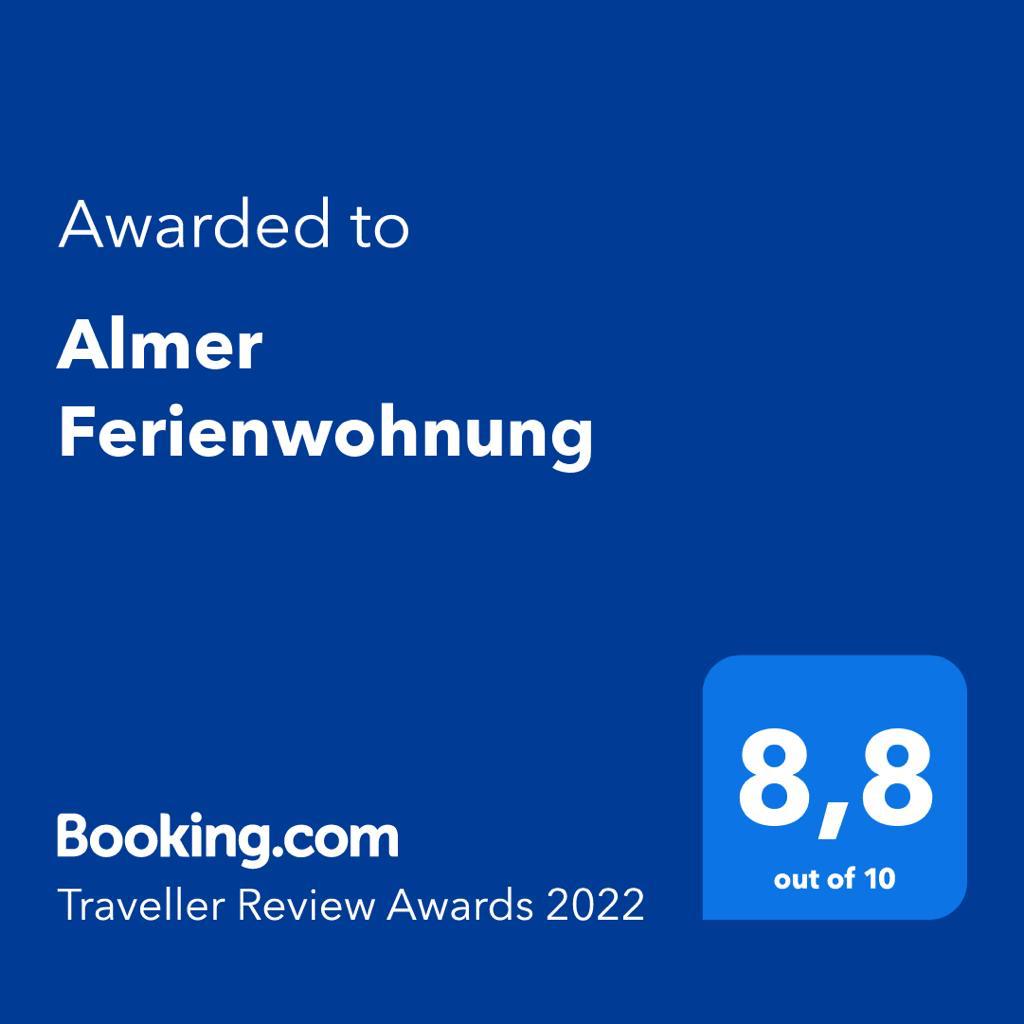 Awarded to
Almer
Ferienwohnung
8,8
out of 10
Booking.com
Traveller Review Awards 2022